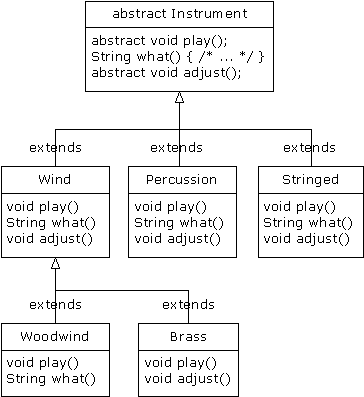 abstract Instrument
abstract void play();
String what() { /* ... */ }
abstract void adjust();
extends
extends
extends
Wind
void play()
String what()
void adjust()
Percussion
void play()
String what()
void adjust()
Stringed
void play()
String what()
void adjust()
extends
extends
Woodwind
void play()
String what()
Brass
void play()
void adjust()